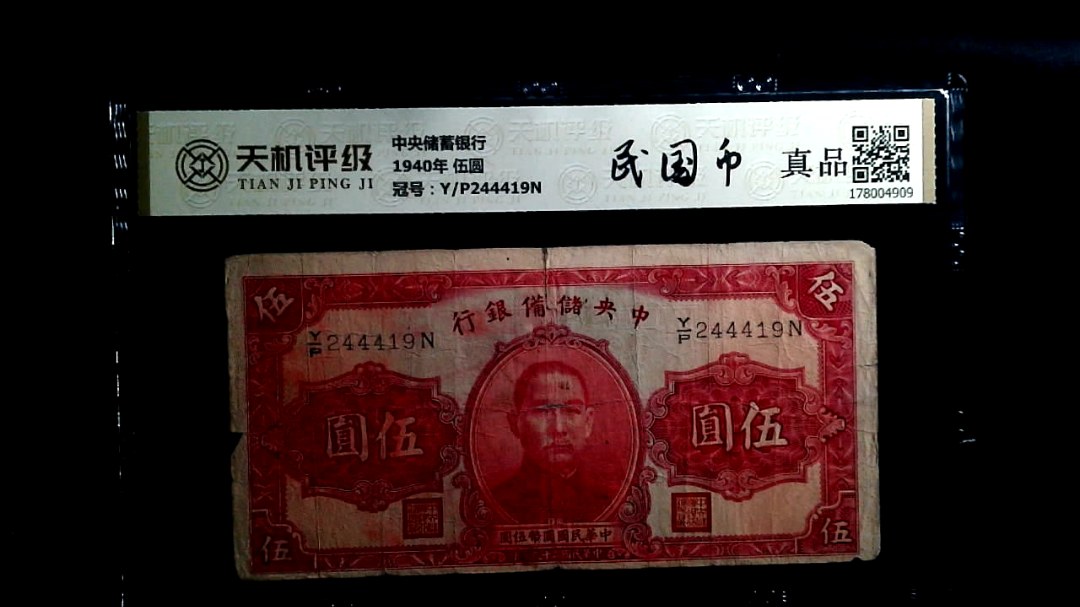 天机评级
TIAN JI PING JI
中央储蓄银行
1940年 伍圆
冠号：Y/P244419N
民国币
真品
178004909
伍
伍
行銀備儲央中
Y/P 244419N
Y/P 244419N
圓伍
圓伍
圓伍幣國國民華中
伍
伍